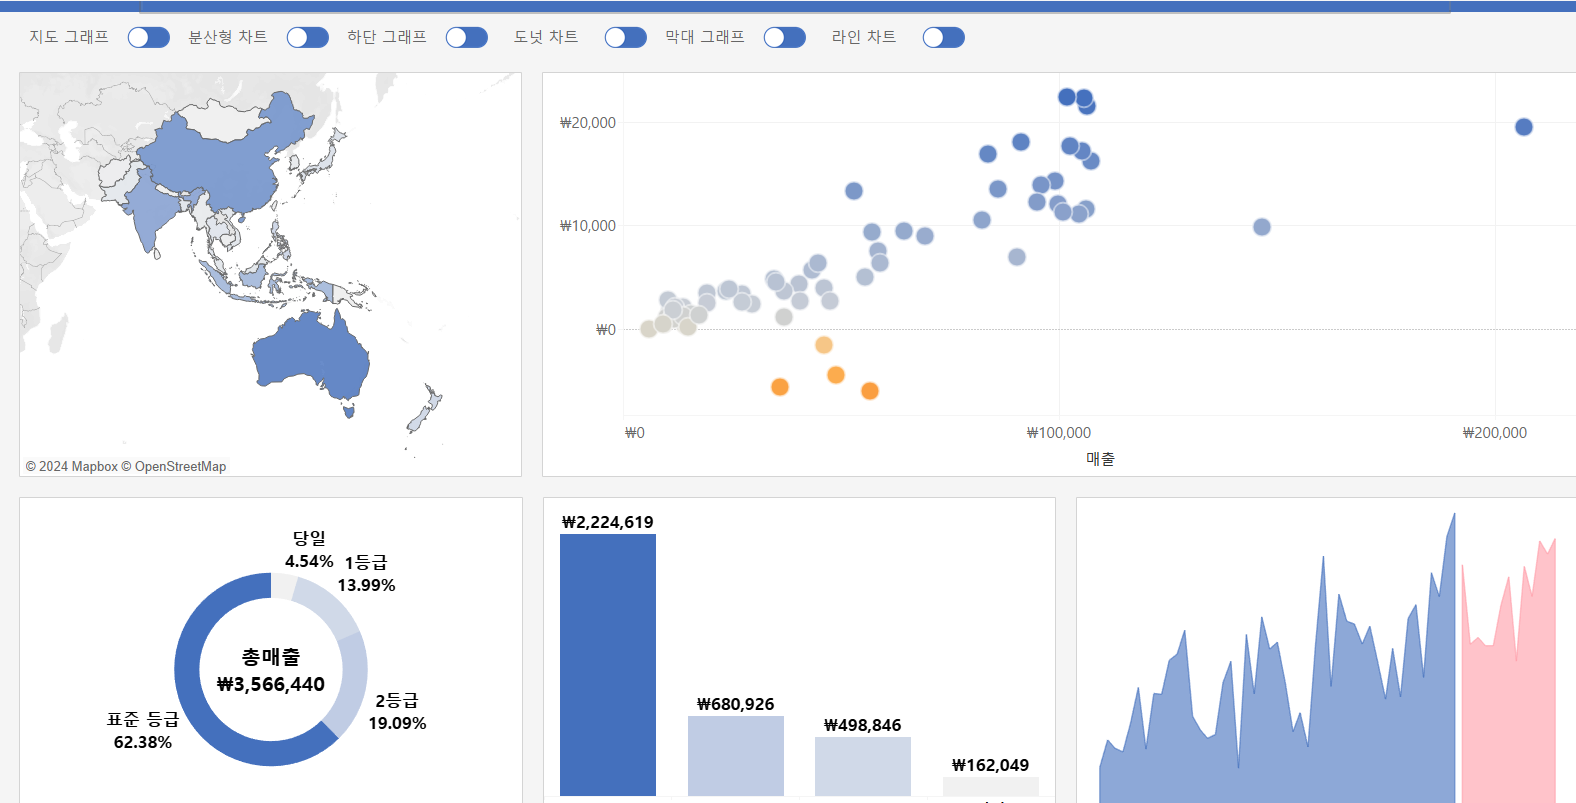 지도 그래프 분산형 차트 하단 그래프 도넛 차트 막대 그래프 라인 차트
© 2024 Mapbox © OpenStreetMap
₩20,000
₩10,000
₩0
₩0 ₩100,000 ₩200,000
매출
당일
4.54%
1등급
13.99%
총매출
₩3,566,440
2등급
19.09%
표준 등급
62.38%
₩2,224,619
₩680,926
₩498,846
₩162,049